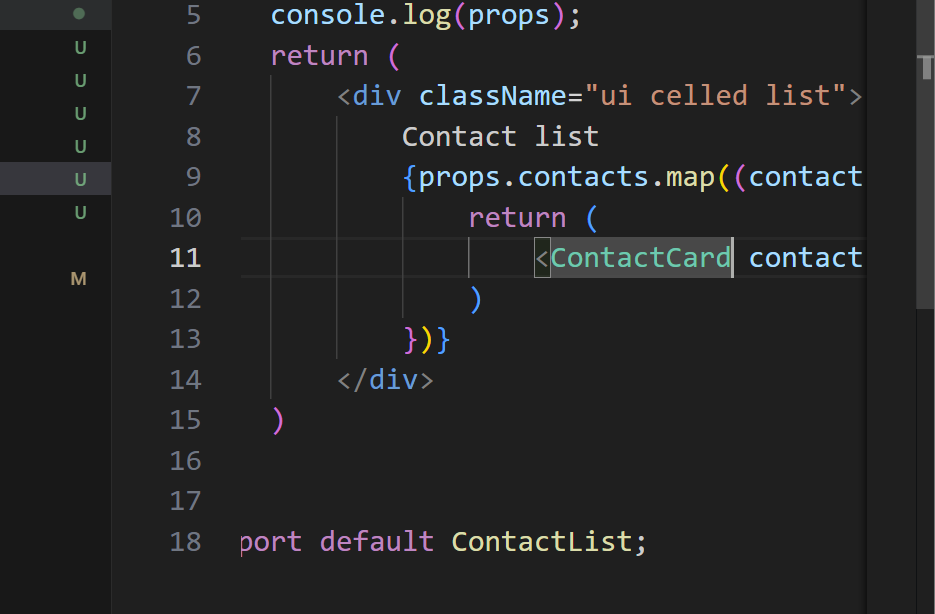 5 console.log(props);
U 6 return (
U 7 <div className="ui celled list">
U 8 Contact list
U 9 {props.contacts.map((contact
U 10 return (
U 11 <ContactCard contact
M 12 )
13 })}
14 </div>
15 )
16
17
18 port default ContactList;